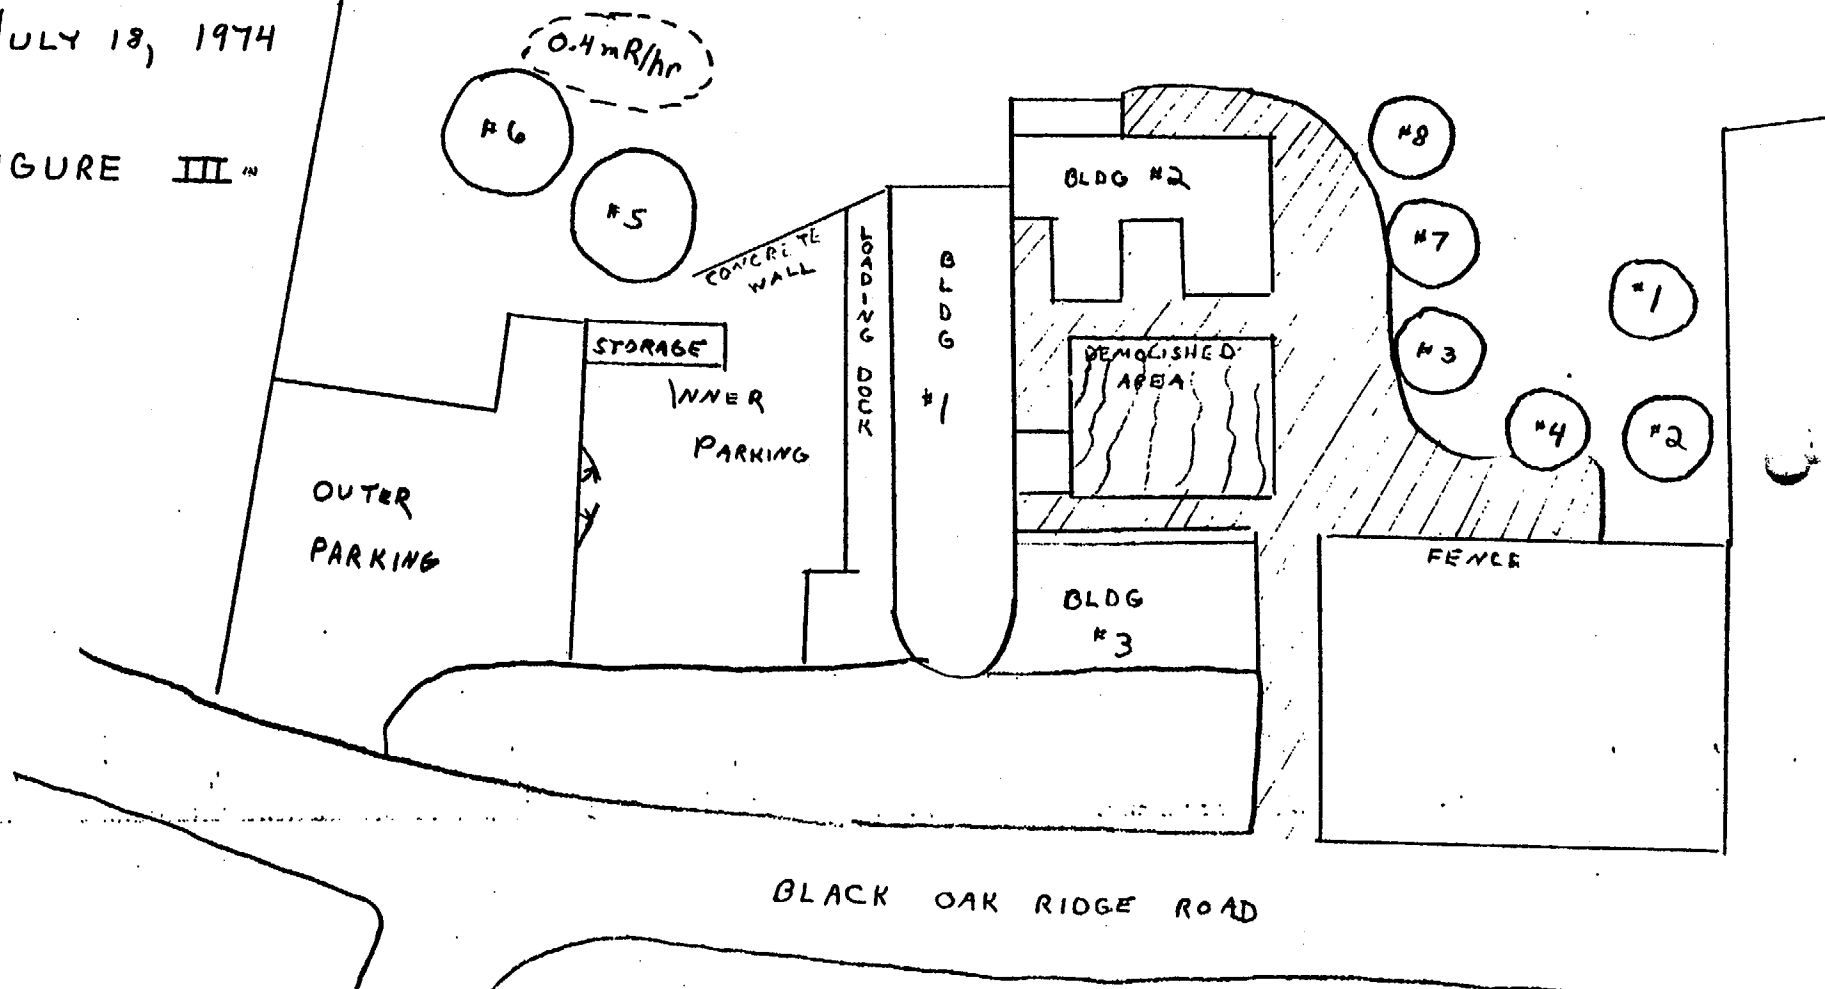 JULY 18, 1974
GURE III
0.4mR/hr
#6
#5
CONCRETE
WALL
STORAGE
INNER
PARKING
OUTER
PARKING
LOADING DOCK
BLDG
#1
BLDG #2
DEMOLISHED
AREA
BLDG
#3
#8
#7
#3
#1
#4
#2
FENCE
BLACK OAK RIDGE ROAD